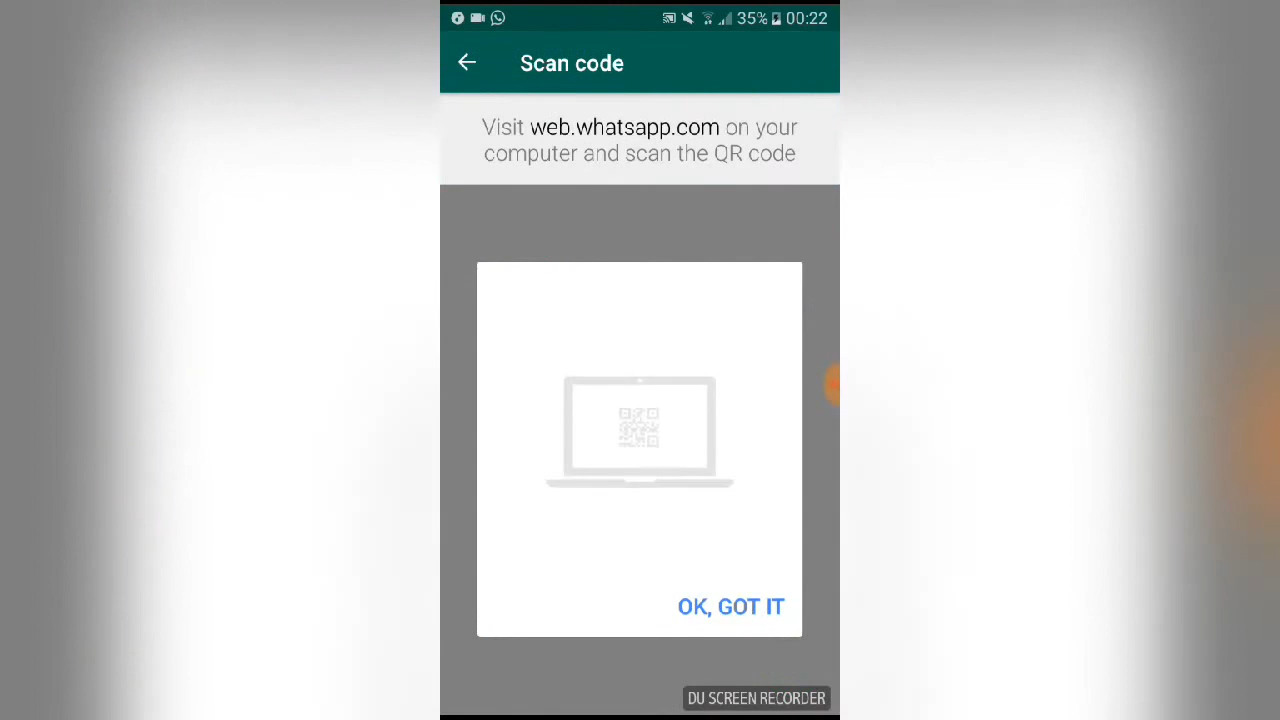 35% 00:22
Scan code
Visit web.whatsapp.com on your
computer and scan the QR code
OK, GOT IT
DU SCREEN RECORDER